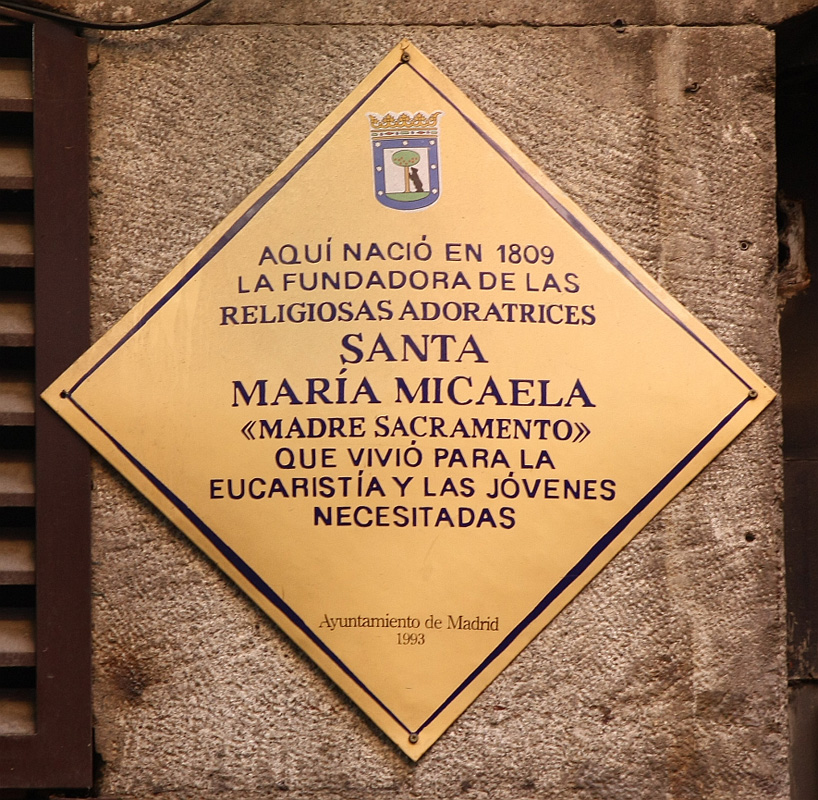 AQUÍ NACIÓ EN 1809
LA FUNDADORA DE LAS
RELIGIOSAS ADORATRICES
SANTA
MARÍA MICAELA
«MADRE SACRAMENTO»
QUE VIVIÓ PARA LA
EUCARISTÍA Y LAS JÓVENES
NECESITADAS
Ayuntamiento de Madrid
1993